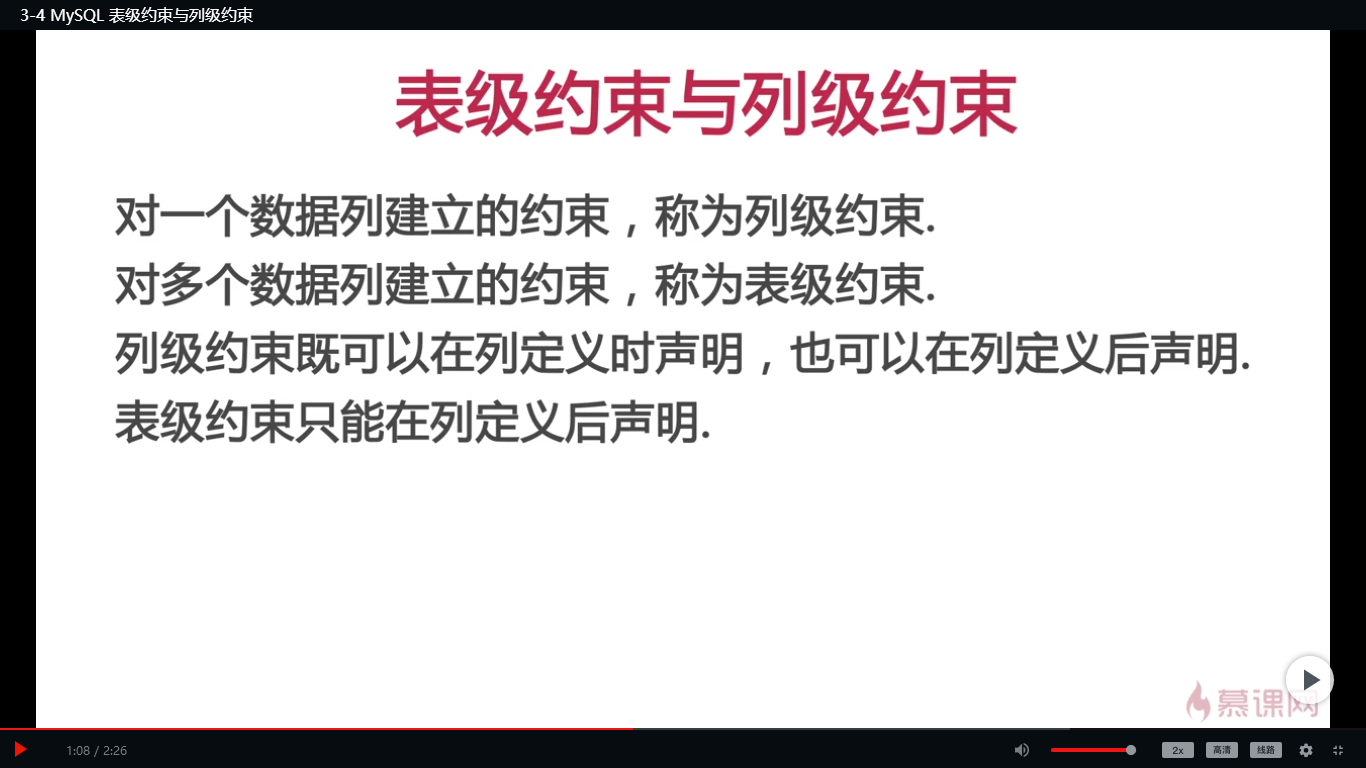 3-4 MySQL 表级约束与列级约束
表级约束与列级约束
对一个数据列建立的约束，称为列级约束.
对多个数据列建立的约束，称为表级约束.
列级约束既可以在列定义时声明，也可以在列定义后声明.
表级约束只能在列定义后声明.
慕课网
1:08 / 2:26
2x
高清
线路